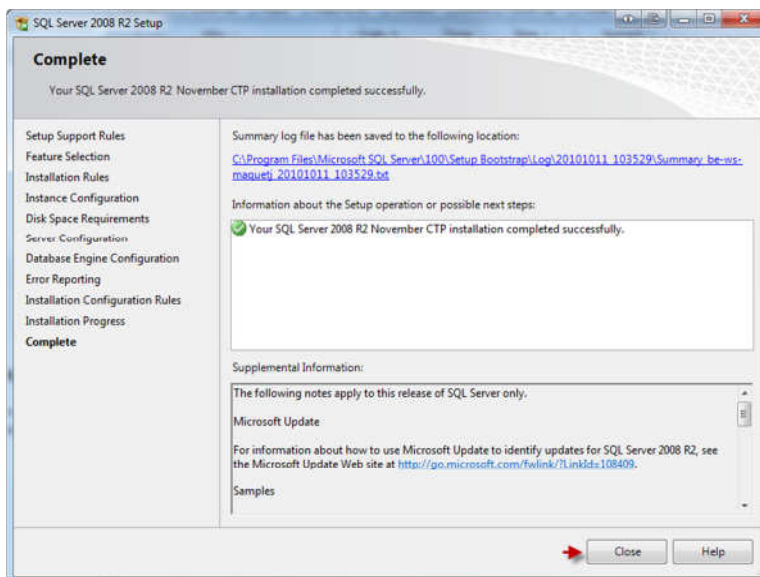 SQL Server 2008 R2 Setup
Complete
Your SQL Server 2008 R2 November CTP installation completed successfully.
Setup Support Rules
Feature Selection
Installation Rules
Instance Configuration
Disk Space Requirements
Server Configuration
Database Engine Configuration
Error Reporting
Installation Configuration Rules
Installation Progress
Complete
Summary log file has been saved to the following location:
C:\Program Files\Microsoft SQL Server\100\Setup Bootstrap\Log\20101011_103529\Summary_be-ws-
maquetj_20101011_103529.txt
Information about the Setup operation or possible next steps:
Your SQL Server 2008 R2 November CTP installation completed successfully.
Supplemental Information:
The following notes apply to this release of SQL Server only.
Microsoft Update
For information about how to use Microsoft Update to identify updates for SQL Server 2008 R2, see
the Microsoft Update Web site at http://go.microsoft.com/fwlink/?LinkId=108409.
Samples
Close
Help